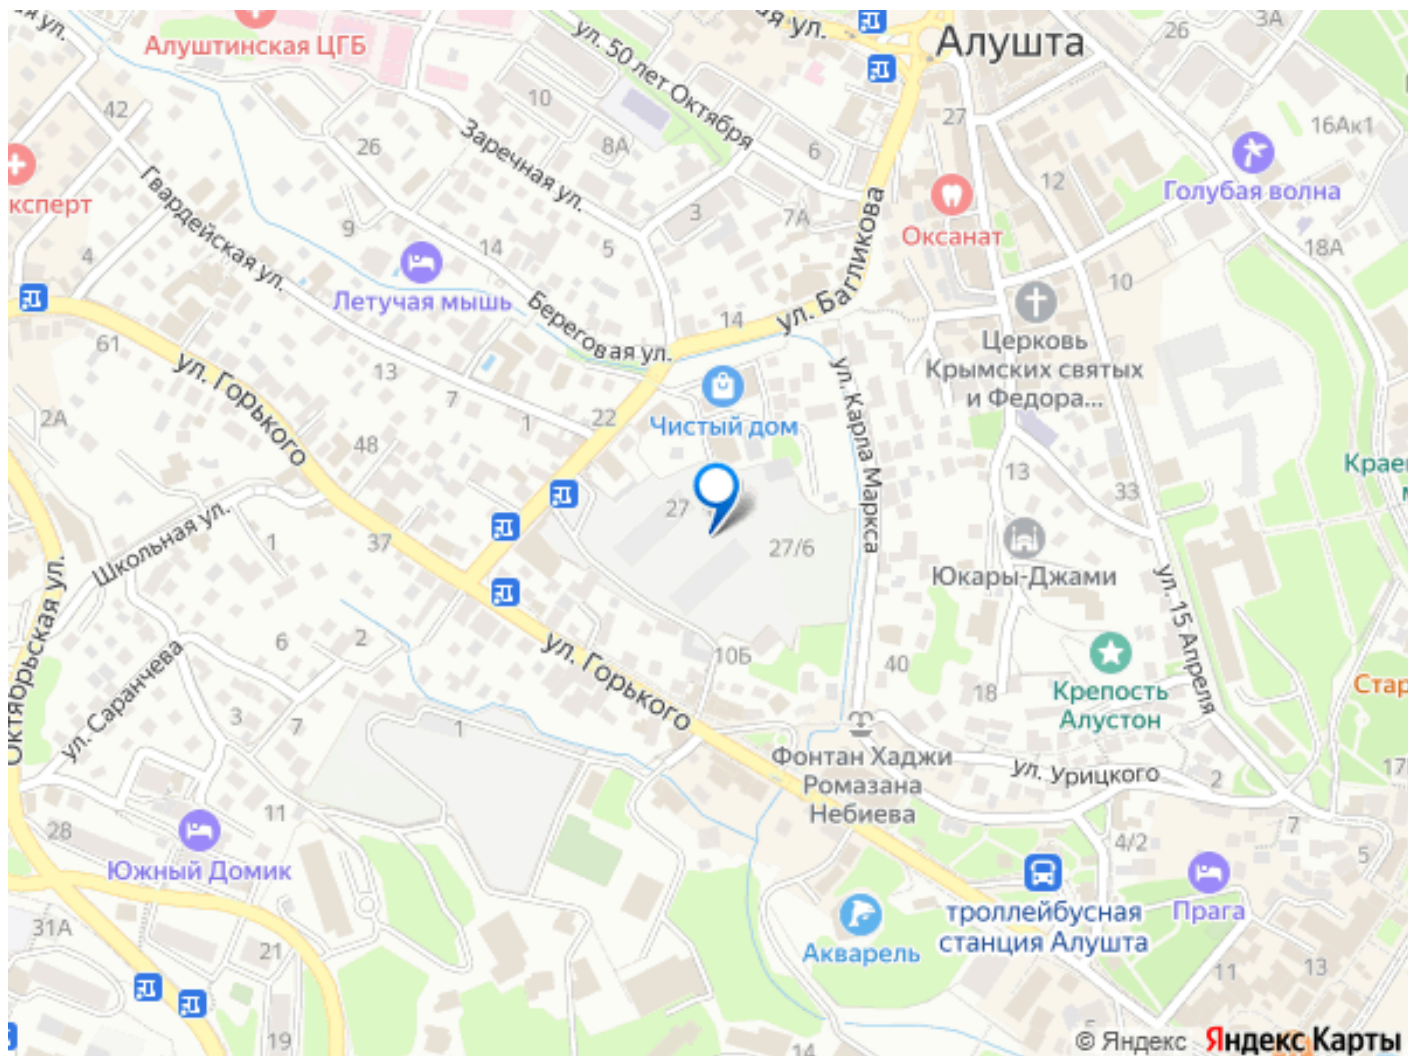 Алушта
Алуштинская ЦГБ
ул. 50 лет Октября
3А
16Ак1
42
10
27
26
8А
6
Заречная ул.
Голубая волна
12
ксперт
Гвардейская ул.
3
7А
Оксанат
9
14
5
18А
4
ул. Багликова
Летучая мышь
Береговая ул.
14
10
61
Церковь
Крымских святых
и Федора...
ул. Горького
13
7
1
22
Чистый дом
ул. Карла Маркса
2А
48
13
33
Крае
27
27/6
Школьная ул.
1
37
Юкары-Джами
ул. 15 Апреля
Октябрьская ул.
ул. Саранчева
6
2
ул. Горького
10Б
40
18
Крепость
Алустон
Стар
3
7
1
Фонтан Хаджи
Ромазана
Небиева
ул. Урицкого
2
17
11
28
Южный Домик
4/2
7
5
31А
21
Акварель
троллейбусная
станция Алушта
Прага
11
13
19
14
5
© Яндекс Яндекс Карты